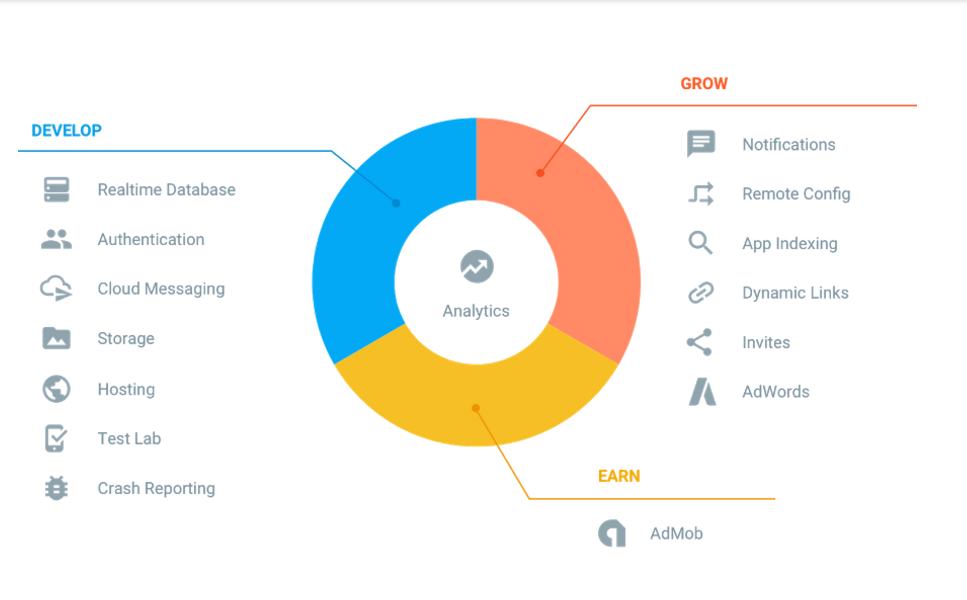 DEVELOP
Realtime Database
Authentication
Cloud Messaging
Storage
Hosting
Test Lab
Crash Reporting
Analytics
GROW
Notifications
Remote Config
App Indexing
Dynamic Links
Invites
AdWords
EARN
AdMob